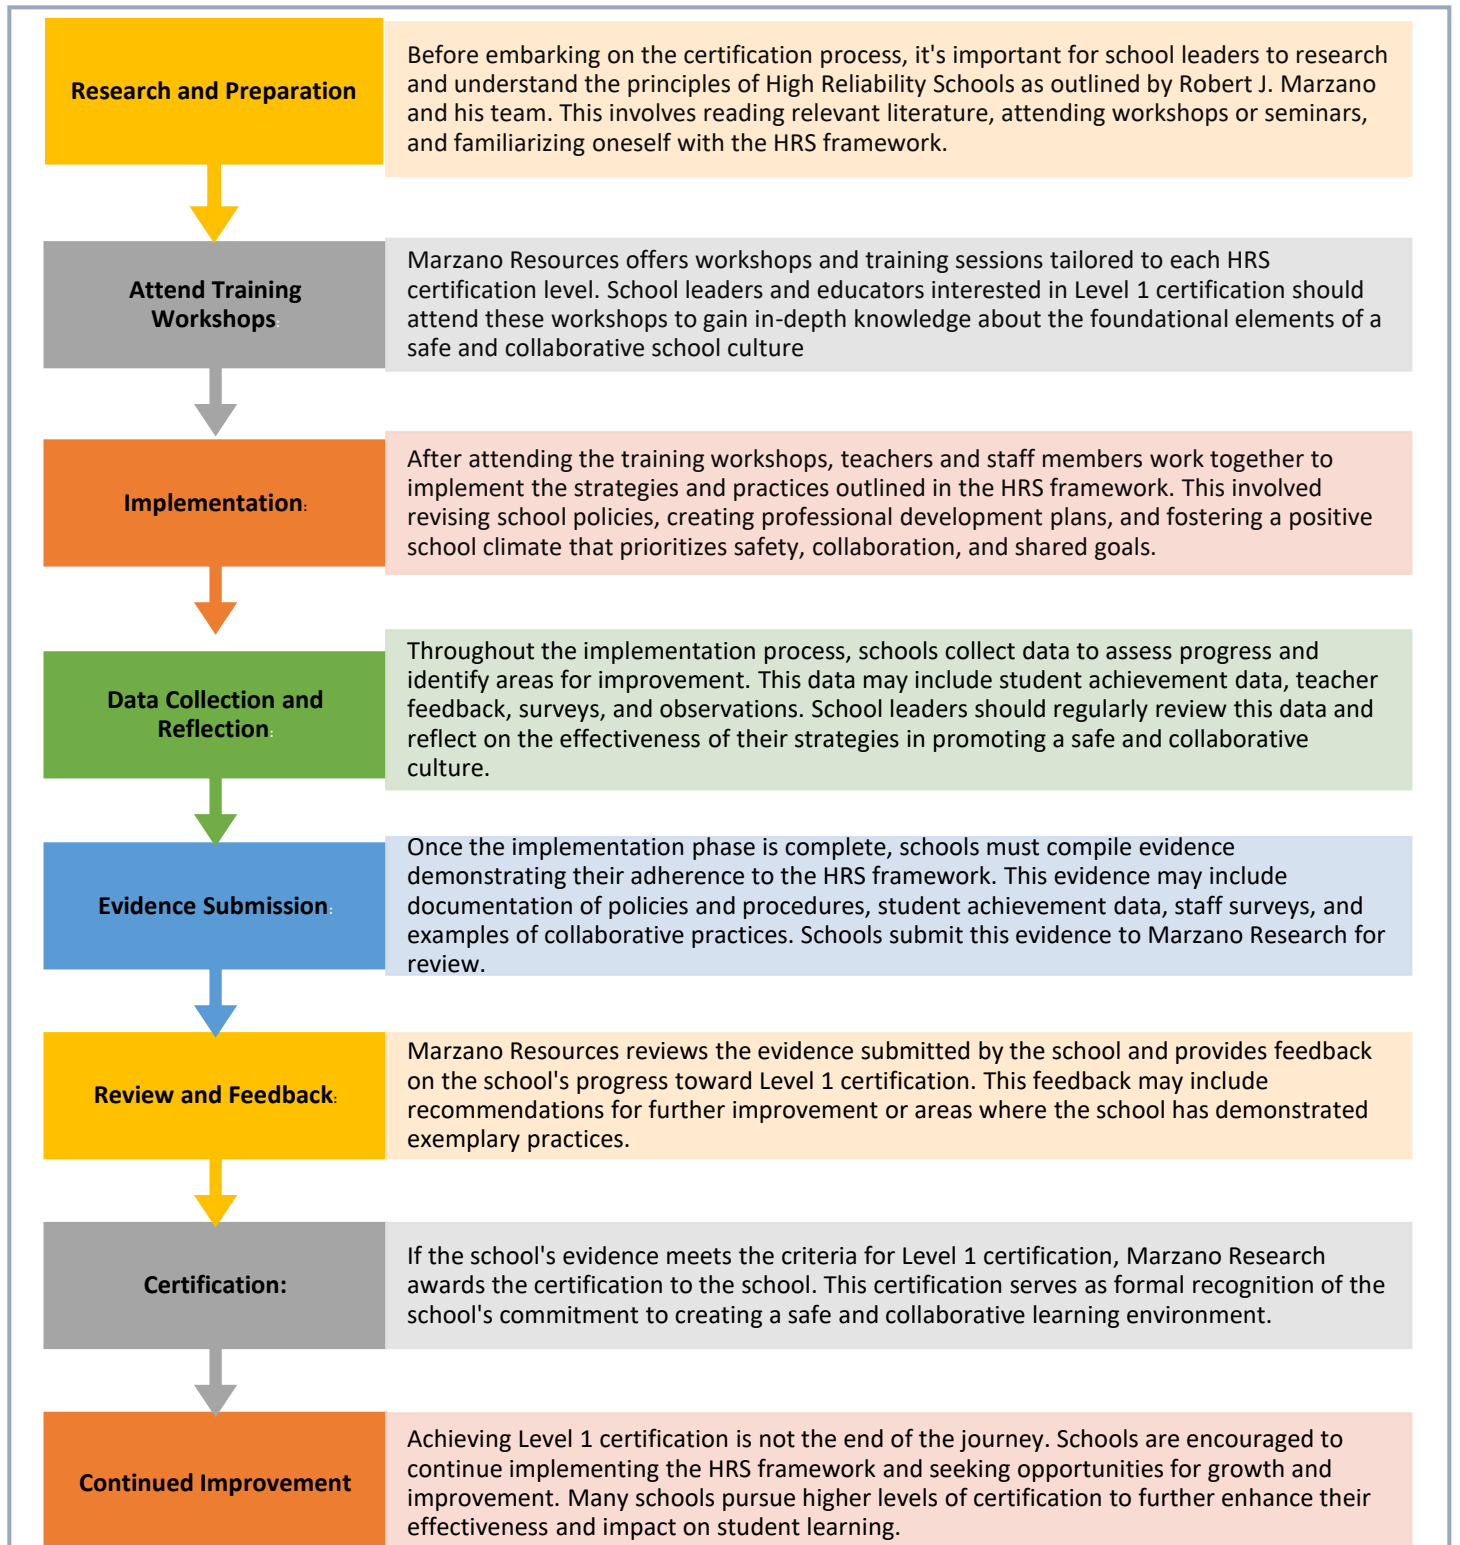 Research and Preparation
Before embarking on the certification process, it's important for school leaders to research
and understand the principles of High Reliability Schools as outlined by Robert J. Marzano
and his team. This involves reading relevant literature, attending workshops or seminars,
and familiarizing oneself with the HRS framework.
Attend Training
Workshops:
Marzano Resources offers workshops and training sessions tailored to each HRS
certification level. School leaders and educators interested in Level 1 certification should
attend these workshops to gain in-depth knowledge about the foundational elements of a
safe and collaborative school culture
Implementation:
After attending the training workshops, teachers and staff members work together to
implement the strategies and practices outlined in the HRS framework. This involved
revising school policies, creating professional development plans, and fostering a positive
school climate that prioritizes safety, collaboration, and shared goals.
Data Collection and
Reflection:
Throughout the implementation process, schools collect data to assess progress and
identify areas for improvement. This data may include student achievement data, teacher
feedback, surveys, and observations. School leaders should regularly review this data and
reflect on the effectiveness of their strategies in promoting a safe and collaborative
culture.
Evidence Submission:
Once the implementation phase is complete, schools must compile evidence
demonstrating their adherence to the HRS framework. This evidence may include
documentation of policies and procedures, student achievement data, staff surveys, and
examples of collaborative practices. Schools submit this evidence to Marzano Research for
review.
Review and Feedback:
Marzano Resources reviews the evidence submitted by the school and provides feedback
on the school's progress toward Level 1 certification. This feedback may include
recommendations for further improvement or areas where the school has demonstrated
exemplary practices.
Certification:
If the school's evidence meets the criteria for Level 1 certification, Marzano Research
awards the certification to the school. This certification serves as formal recognition of the
school's commitment to creating a safe and collaborative learning environment.
Continued Improvement
Achieving Level 1 certification is not the end of the journey. Schools are encouraged to
continue implementing the HRS framework and seeking opportunities for growth and
improvement. Many schools pursue higher levels of certification to further enhance their
effectiveness and impact on student learning.